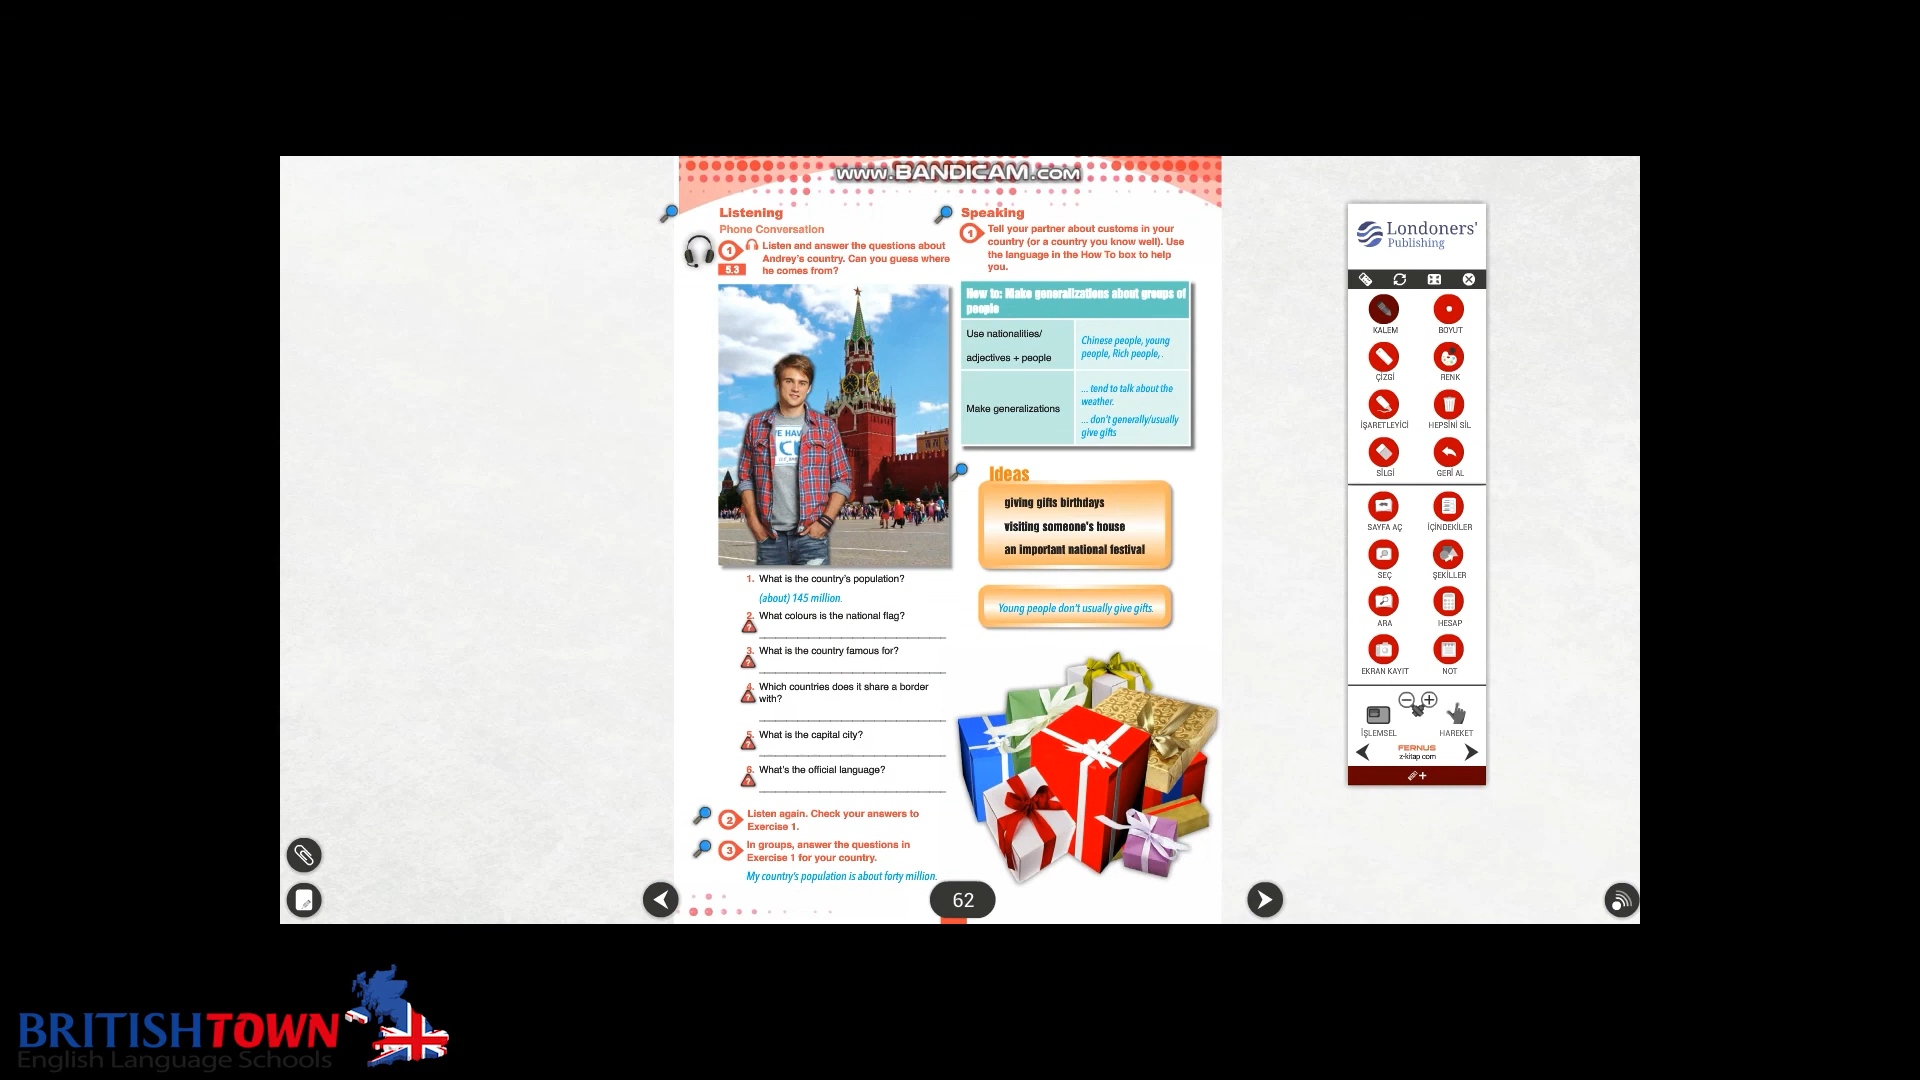 www.BANDICAM.com
Listening
Phone Conversation
1
5.3
Listen and answer the questions about
Andrey's country. Can you guess where
he comes from?
1. What is the country's population?
(about) 145 million.
2. What colours is the national flag?
3. What is the country famous for?
4. Which countries does it share a border
with?
5. What is the capital city?
6. What's the official language?
2
Listen again. Check your answers to
Exercise 1.
3
In groups, answer the questions in
Exercise 1 for your country.
My country's population is about forty million.
Speaking
1
Tell your partner about customs in your
country (or a country you know well). Use
the language in the How To box to help
you.
How to: Make generalizations about groups of
people
Use nationalities/
adjectives + people
Chinese people, young
people, Rich people, .
Make generalizations
... tend to talk about the
weather.
... don't generally/usually
give gifts
Ideas
giving gifts birthdays
visiting someone's house
an important national festival
Young people don't usually give gifts.
62
Londoners'
Publishing
KALEM BOYUT
ÇİZGİ RENK
İŞARETLEYİCİ HEPSİNİ SİL
SİLGİ GERİ AL
SAYFA AÇ İÇİNDEKİLER
SEÇ ŞEKİLLER
ARA HESAP
EKRAN KAYIT NOT
İŞLEMSEL HAREKET
FERNUS
z-kitap.com
BRITISHTOWN
English Language Schools